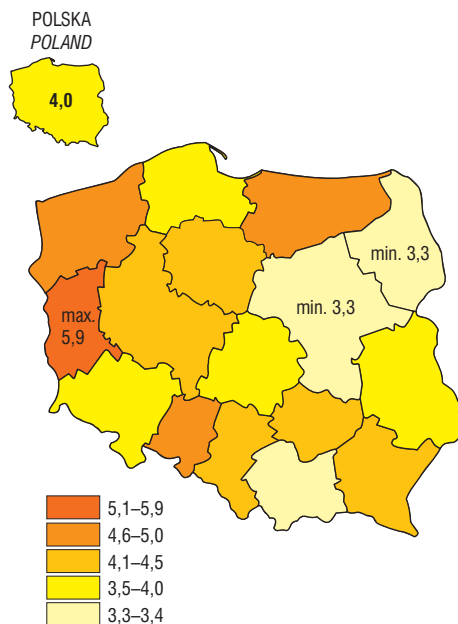 POLSKA
POLAND
4,0
min. 3,3
min. 3,3
max.
5,9
5,1–5,9
4,6–5,0
4,1–4,5
3,5–4,0
3,3–3,4